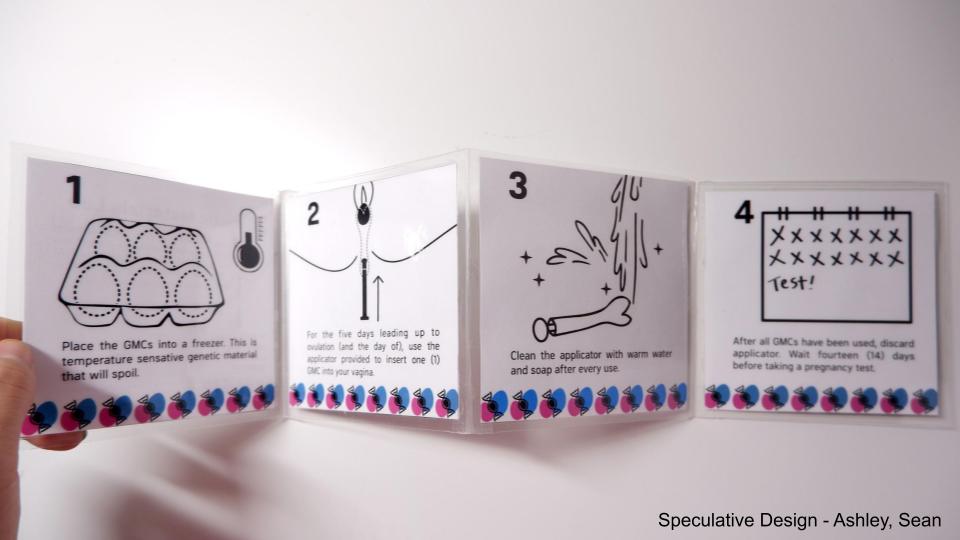 1
Place the GMCs into a freezer. This is
temperature sensative genetic material
that will spoil.
2
For the five days leading up to
ovulation (and the day of), use the
applicator provided to insert one (1)
GMC into your vagina.
3
Clean the applicator with warm water
and soap after every use.
4
X X X X X X X
X X X X X X X
Test!
After all GMCs have been used, discard
applicator. Wait fourteen (14) days
before taking a pregnancy test.
Speculative Design - Ashley, Sean